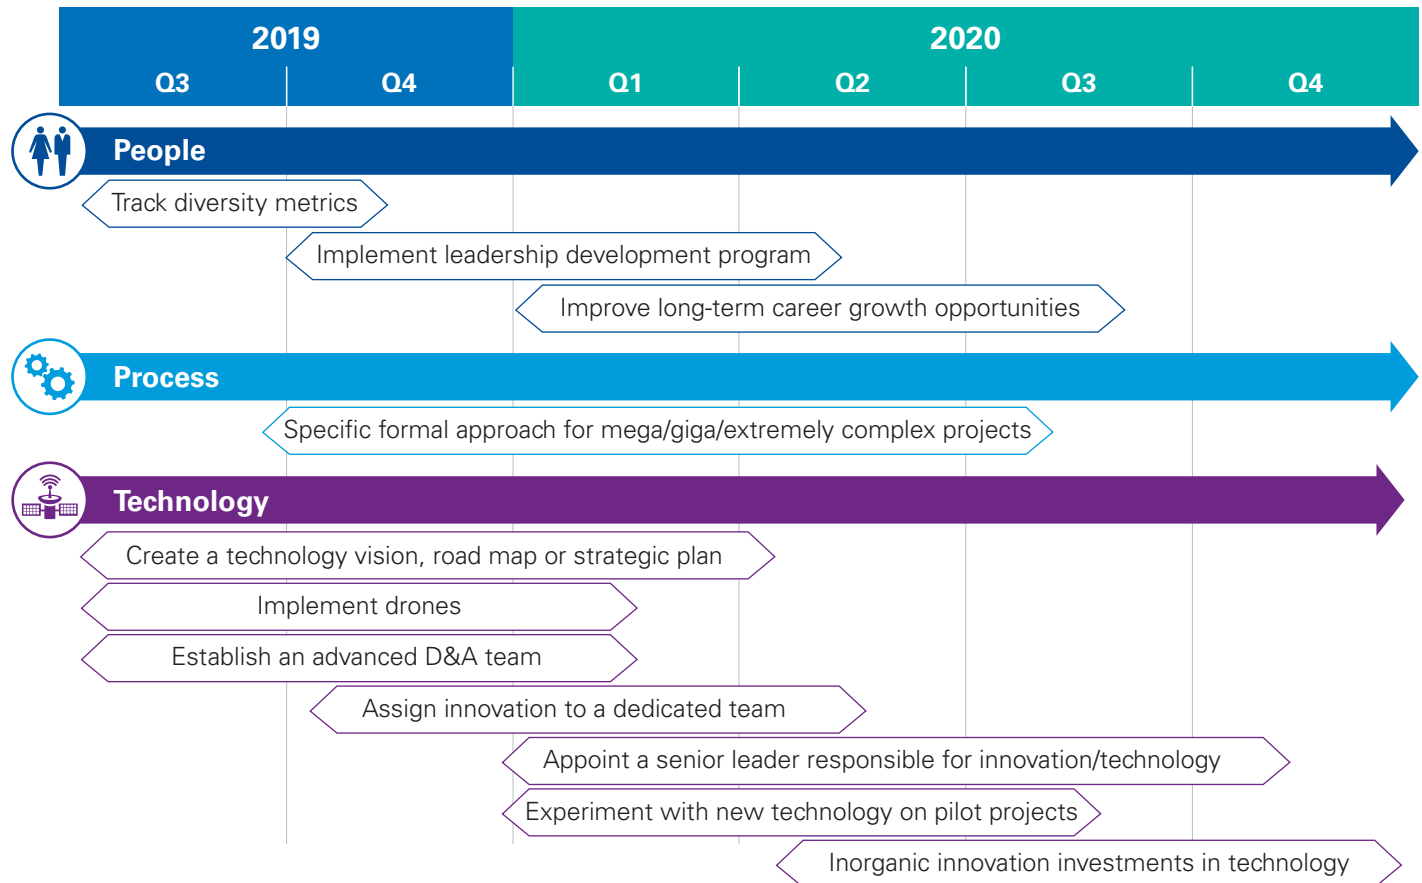 2019
2020
Q3
Q4
Q1
Q2
Q3
Q4
People
Track diversity metrics
Implement leadership development program
Improve long-term career growth opportunities
Process
Specific formal approach for mega/giga/extremely complex projects
Technology
Create a technology vision, road map or strategic plan
Implement drones
Establish an advanced D&A team
Assign innovation to a dedicated team
Appoint a senior leader responsible for innovation/technology
Experiment with new technology on pilot projects
Inorganic innovation investments in technology